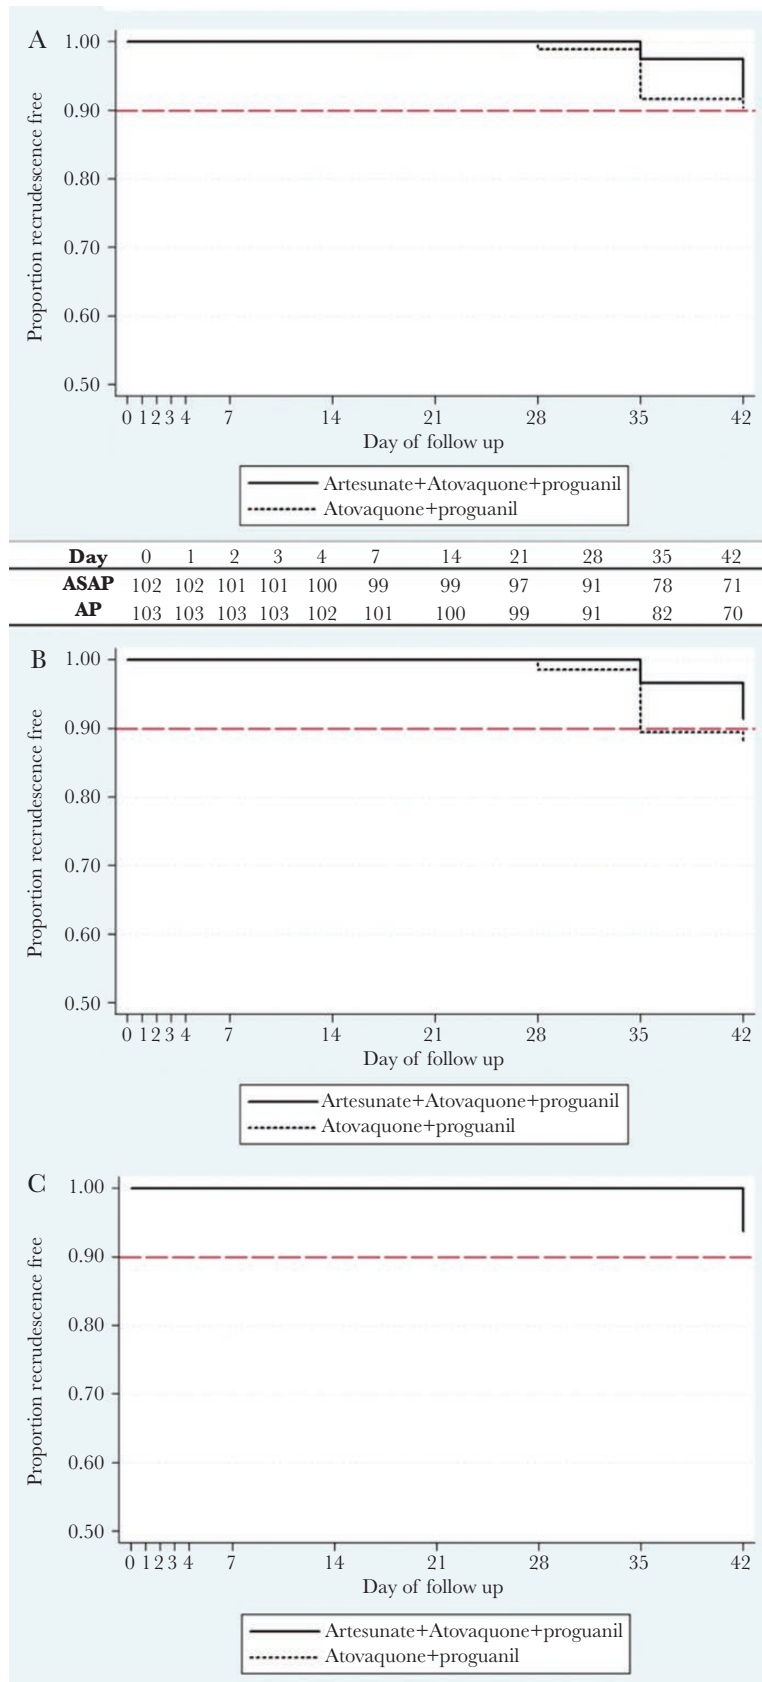 A
Proportion recrudescence free
1.00
0.90
0.80
0.70
0.60
0.50
0 1 2 3 4 7 14 21 28 35 42
Day of follow up
Artesunate+Atovaquone+proguanil
Atovaquone+proguanil
Day 0 1 2 3 4 7 14 21 28 35 42
ASAP 102 102 101 101 100 99 99 97 91 78 71
AP 103 103 103 103 102 101 100 99 91 82 70
B
Proportion recrudescence free
1.00
0.90
0.80
0.70
0.60
0.50
0 1 2 3 4 7 14 21 28 35 42
Day of follow up
Artesunate+Atovaquone+proguanil
Atovaquone+proguanil
C
Proportion recrudescence free
1.00
0.90
0.80
0.70
0.60
0.50
0 1 2 3 4 7 14 21 28 35 42
Day of follow up
Artesunate+Atovaquone+proguanil
Atovaquone+proguanil